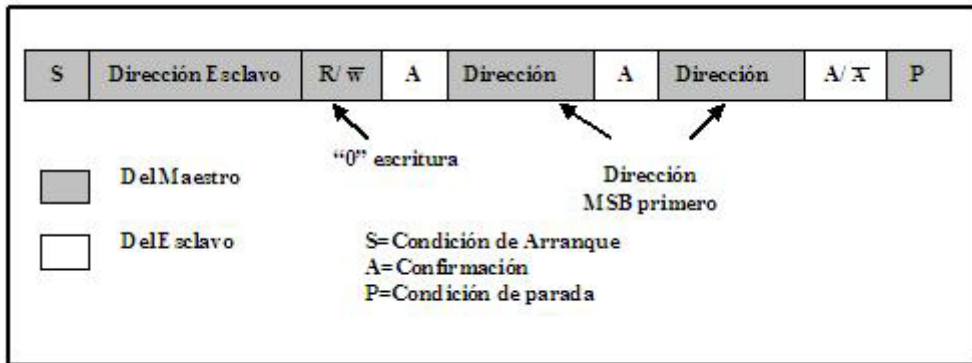 S Dirección Esclavo R/ W̅ A Dirección A Dirección A/ A̅ P
“0” escritura
Dirección
MSB primero
Del Maestro
Del Esclavo
S=Condición de Arranque
A=Confirmación
P=Condición de parada